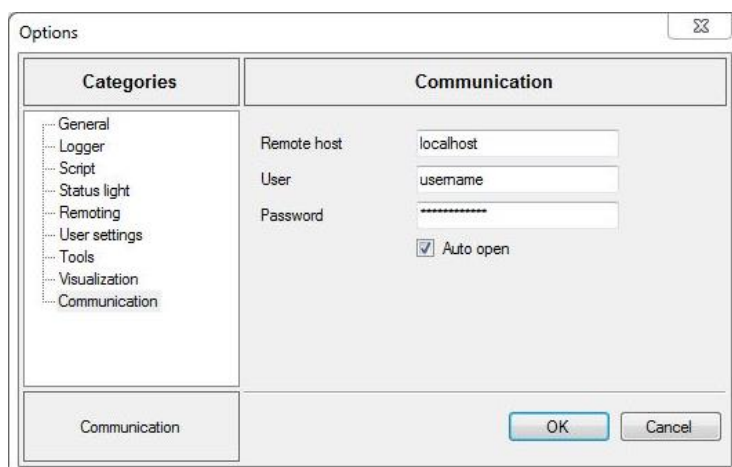 Options
Categories
Communication
General
Logger
Script
Status light
Remoting
User settings
Tools
Visualization
Communication
Remote host
localhost
User
username
Password
************
Auto open
Communication
OK
Cancel